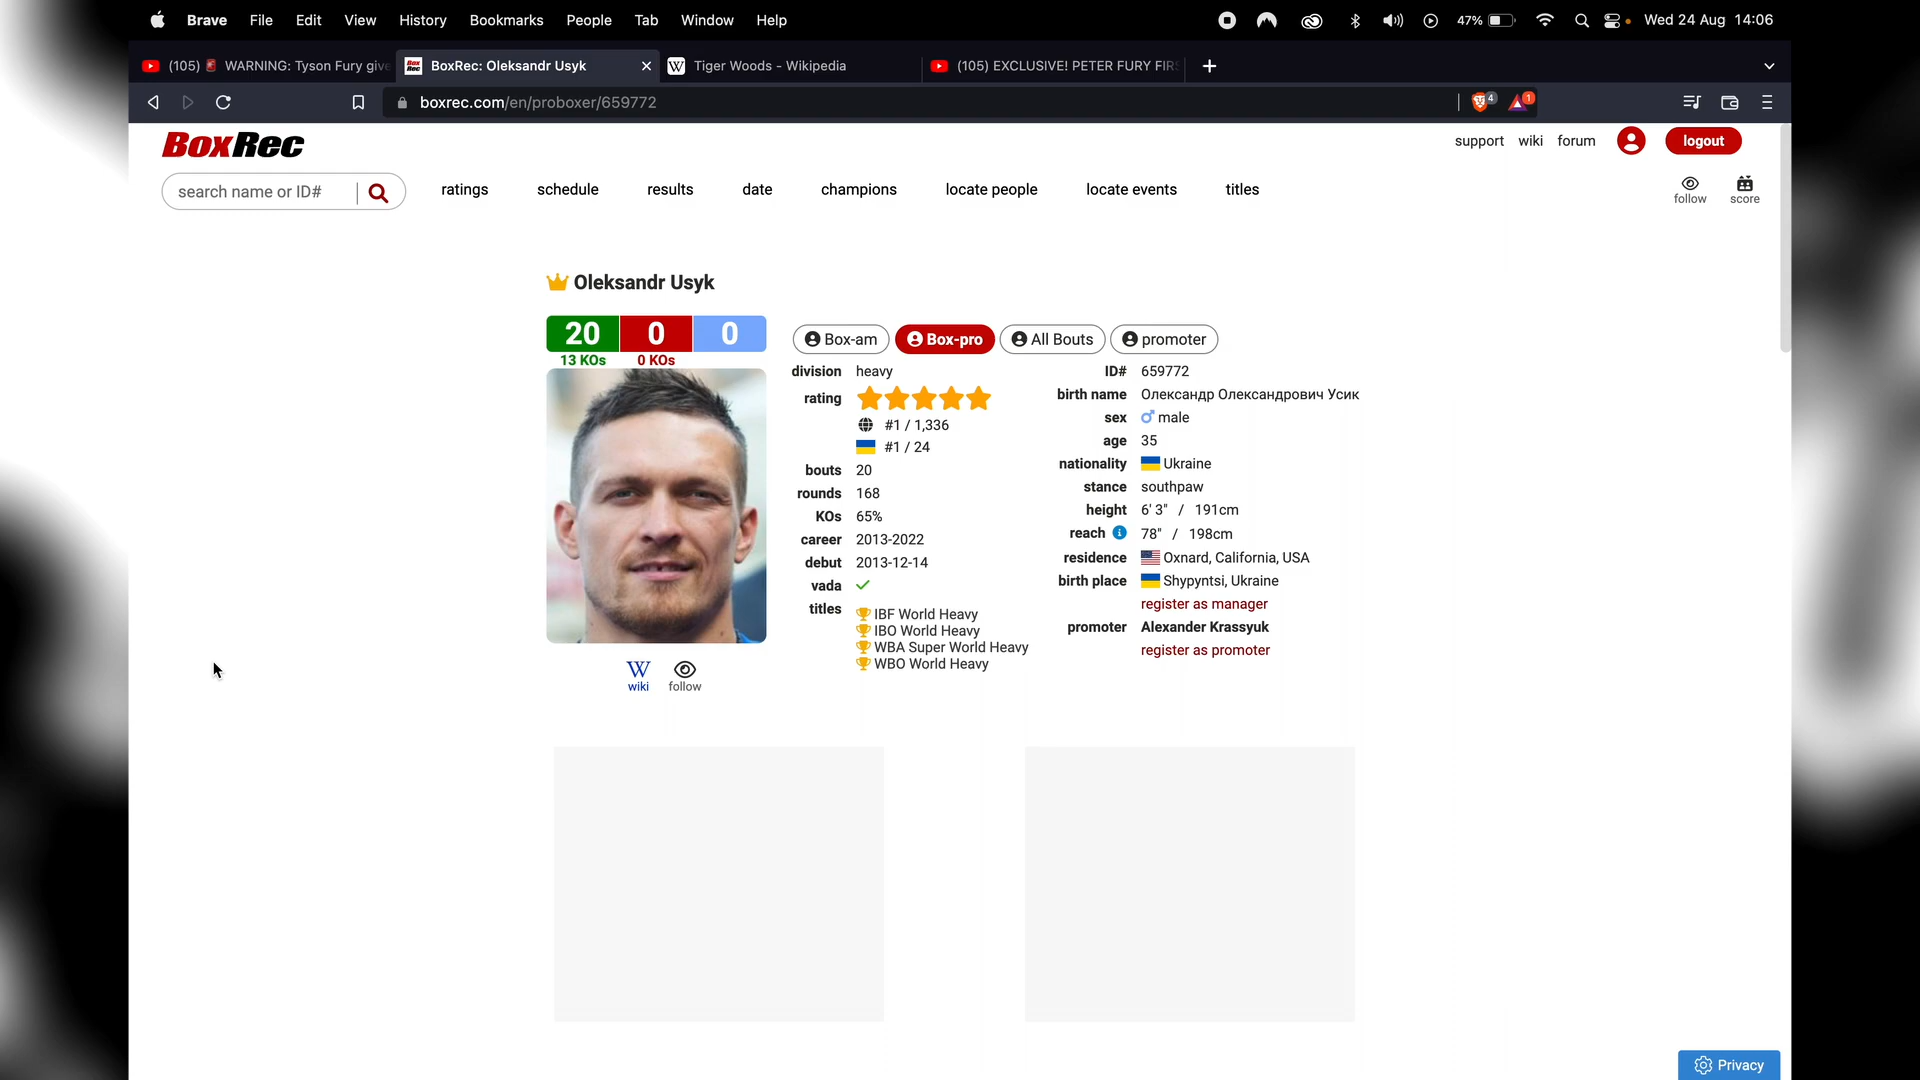 Brave File Edit View History Bookmarks People Tab Window Help 47% Wed 24 Aug 14:06
(105) WARNING: Tyson Fury give BoxRec: Oleksandr Usyk Tiger Woods - Wikipedia (105) EXCLUSIVE! PETER FURY FIRS
boxrec.com/en/proboxer/659772 4 1
BoxRec support wiki forum logout
search name or ID# ratings schedule results date champions locate people locate events titles follow score
Oleksandr Usyk
20 0 0
13 KOs 0 KOs
Box-am Box-pro All Bouts promoter
division heavy
rating
#1 / 1,336
#1 / 24
bouts 20
rounds 168
KOs 65%
career 2013-2022
debut 2013-12-14
vada
titles IBF World Heavy
IBO World Heavy
WBA Super World Heavy
WBO World Heavy
ID# 659772
birth name Олександр Олександрович Усик
sex male
age 35
nationality Ukraine
stance southpaw
height 6' 3" / 191cm
reach 78" / 198cm
residence Oxnard, California, USA
birth place Shypyntsi, Ukraine
register as manager
promoter Alexander Krassyuk
register as promoter
W
wiki follow
Privacy